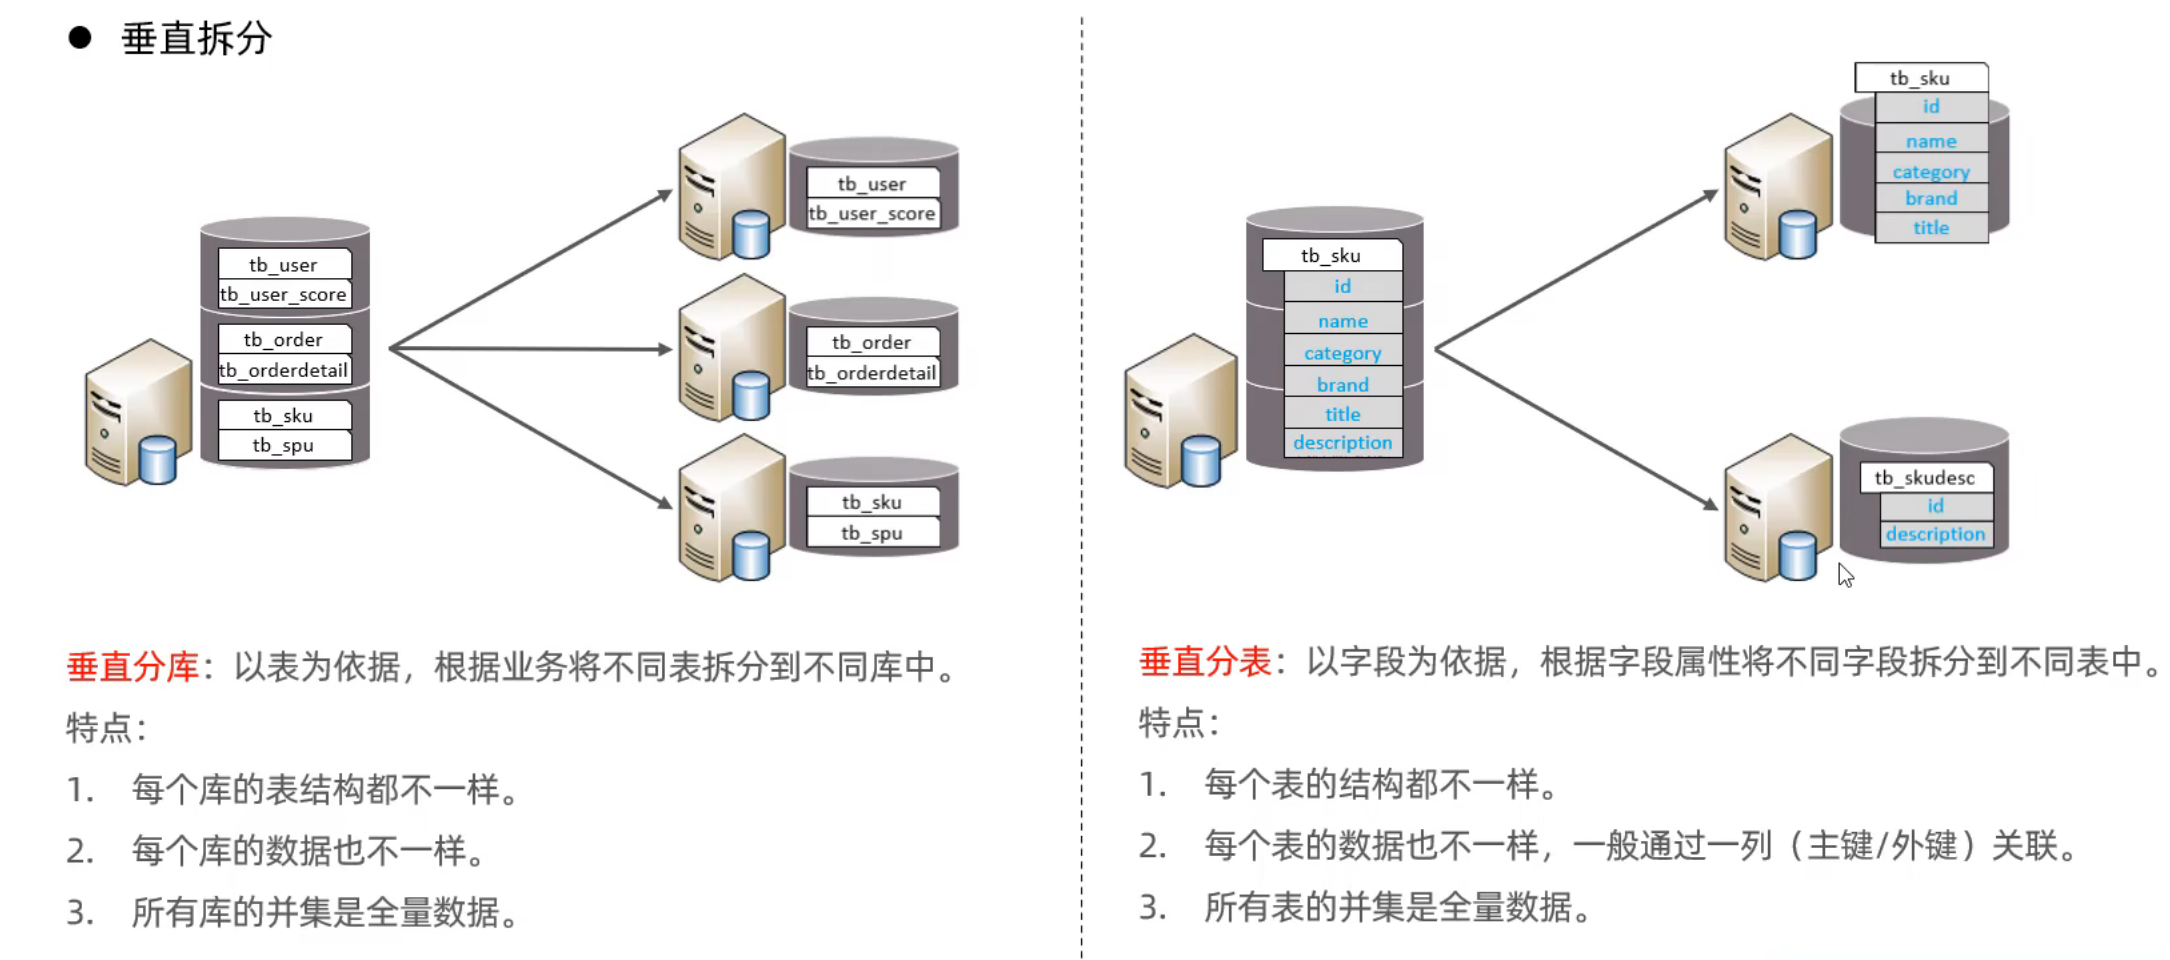 ● 垂直拆分
tb_user
tb_user_score
tb_order
tb_orderdetail
tb_sku
tb_spu
tb_user
tb_user_score
tb_order
tb_orderdetail
tb_sku
tb_spu
垂直分库：以表为依据，根据业务将不同表拆分到不同库中。
特点：
1. 每个库的表结构都不一样。
2. 每个库的数据也不一样。
3. 所有库的并集是全量数据。
tb_sku
id
name
category
brand
title
description
tb_sku
id
name
category
brand
title
tb_skudesc
id
description
垂直分表：以字段为依据，根据字段属性将不同字段拆分到不同表中。
特点：
1. 每个表的结构都不一样。
2. 每个表的数据也不一样，一般通过一列（主键/外键）关联。
3. 所有表的并集是全量数据。